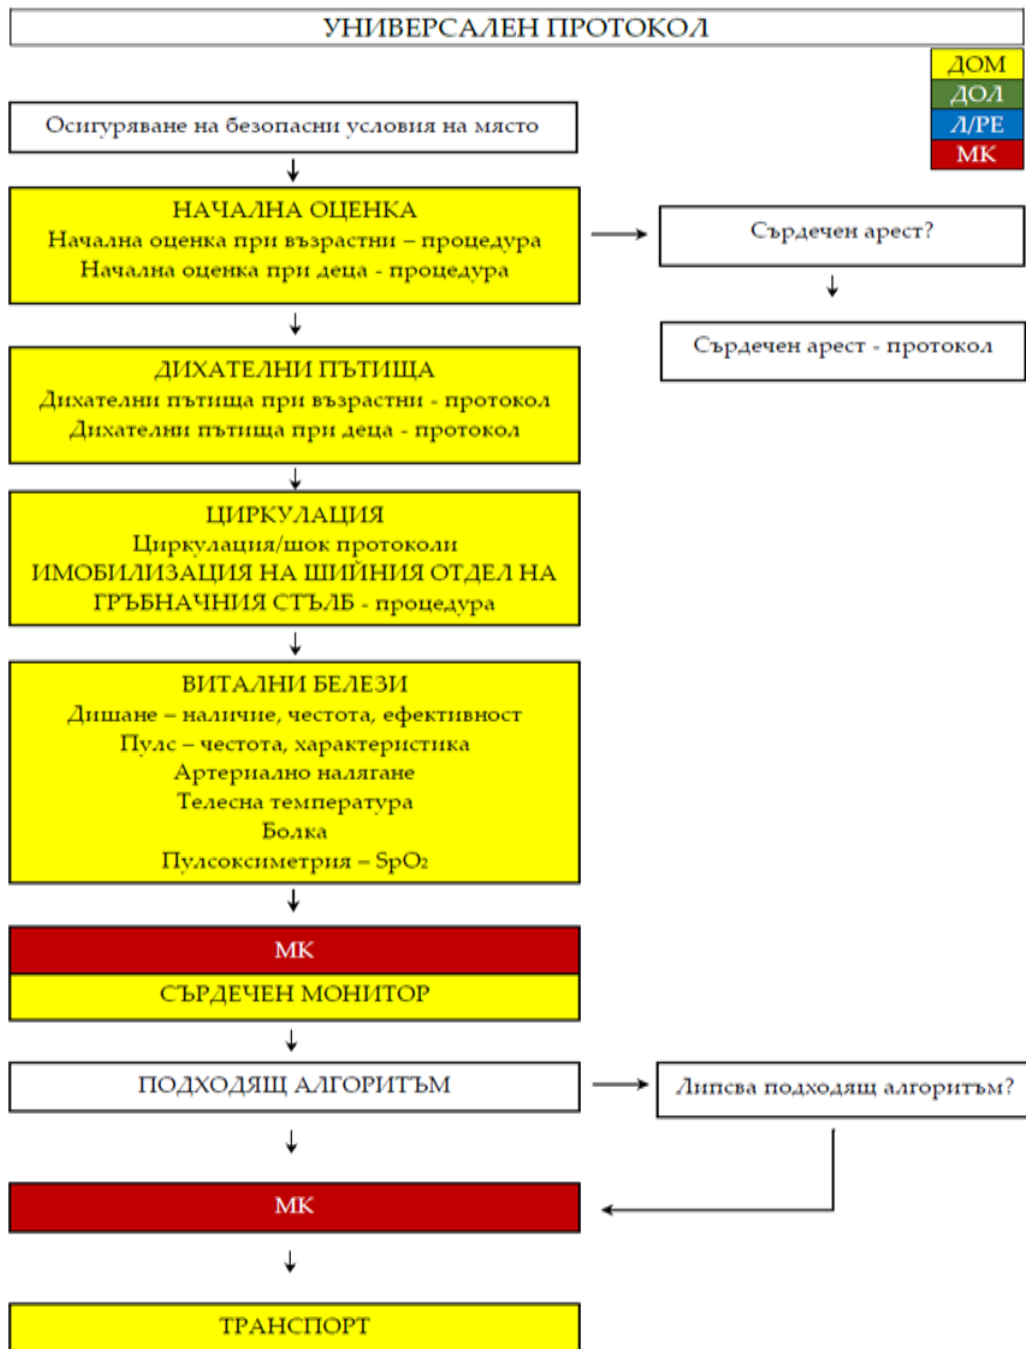 УНИВЕРСАЛЕН ПРОТОКОЛ
ДОМ
ДОЛ
Л/РЕ
МК
Осигуряване на безопасни условия на място
НАЧАЛНА ОЦЕНКА
Начална оценка при възрастни – процедура
Начална оценка при деца - процедура
Сърдечен арест?
Сърдечен арест - протокол
ДИХАТЕЛНИ ПЪТИЩА
Дихателни пътища при възрастни - протокол
Дихателни пътища при деца - протокол
ЦИРКУЛАЦИЯ
Циркулация/шок протоколи
ИМОБИЛИЗАЦИЯ НА ШИЙНИЯ ОТДЕЛ НА
ГРЪБНАЧНИЯ СТЪЛБ - процедура
ВИТАЛНИ БЕЛЕЗИ
Дишане – наличие, честота, ефективност
Пулс – честота, характеристика
Артериално налягане
Телесна температура
Болка
Пулсоксиметрия – SpO₂
МК
СЪРДЕЧЕН МОНИТОР
ПОДХОДЯЩ АЛГОРИТЪМ
Липсва подходящ алгоритъм?
МК
ТРАНСПОРТ